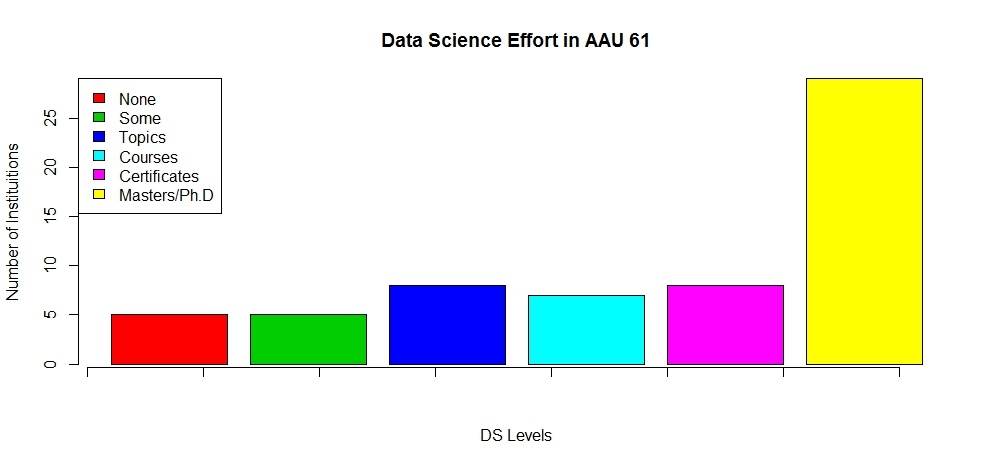 Data Science Effort in AAU 61
None
Some
Topics
Courses
Certificates
Masters/Ph.D
Number of Instituitions
25
20
15
10
5
0
DS Levels